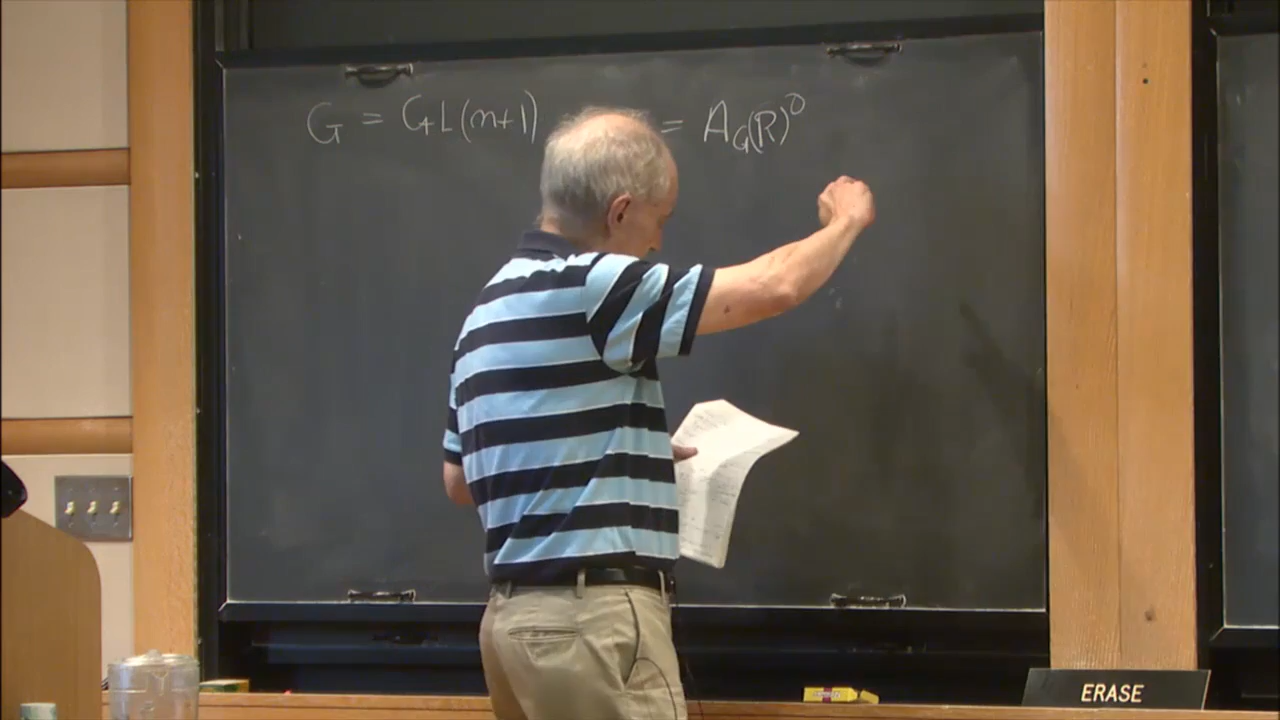 G = GL(n+1) = A_G(R)^0
ERASE